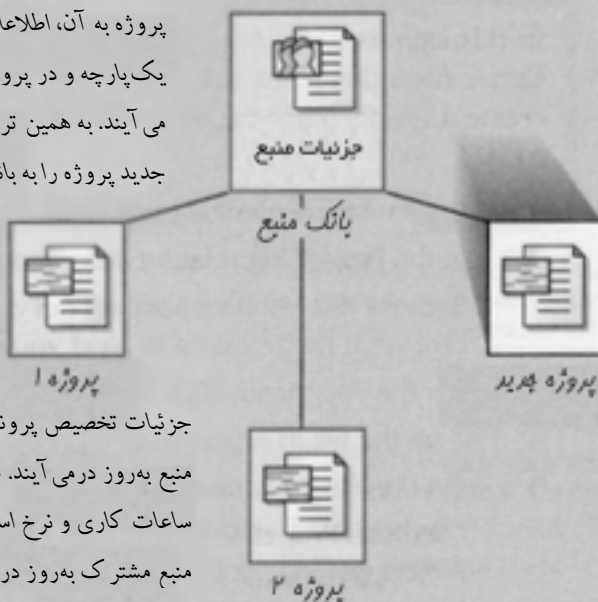 پروژه به آن، اطلاعا
یک‌پارچه و در پرو
می آیند. به همین تر
جدید پروژه را به با
جزئیات منبع
بانک منبع
پروژه جدید
پروژه ۱
جزئیات تخصیص پروند
منبع به‌روز درمی آیند.
ساعات کاری و نرخ اس
منبع مشترک به‌روز در
پروژه ۲